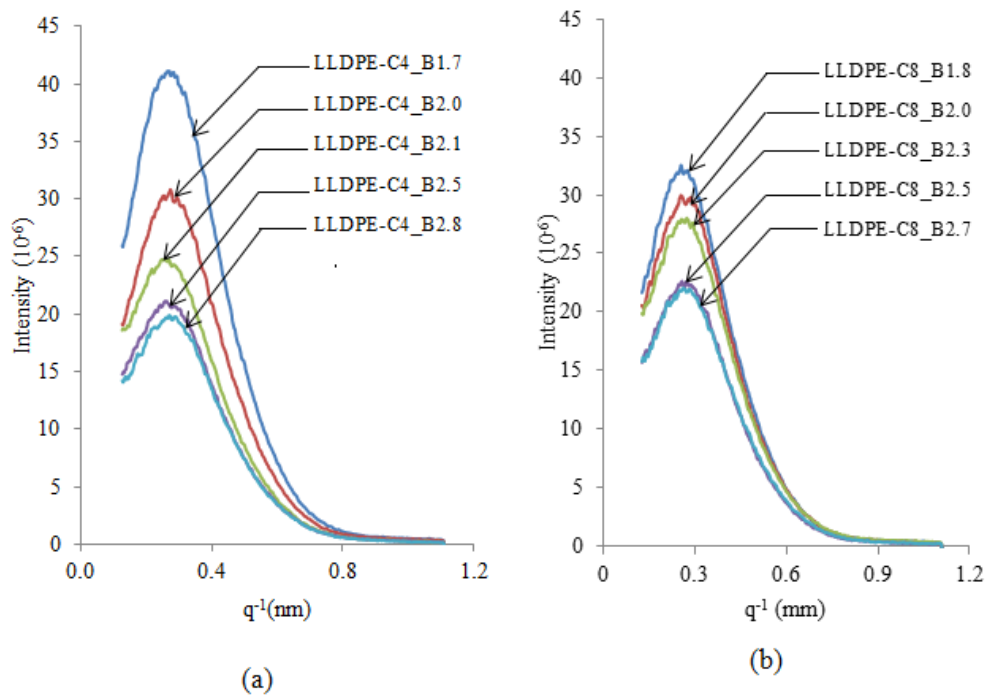 45
40
35
30
25
20
15
10
5
0
Intensity (10⁻⁶)
LLDPE-C4_B1.7
LLDPE-C4_B2.0
LLDPE-C4_B2.1
LLDPE-C4_B2.5
LLDPE-C4_B2.8
0.0 0.4 0.8 1.2
q⁻¹(nm)
(a)
45
40
35
30
25
20
15
10
5
0
Intensity (10⁻⁶)
LLDPE-C8_B1.8
LLDPE-C8_B2.0
LLDPE-C8_B2.3
LLDPE-C8_B2.5
LLDPE-C8_B2.7
0 0.3 0.6 0.9 1.2
q⁻¹ (mm)
(b)